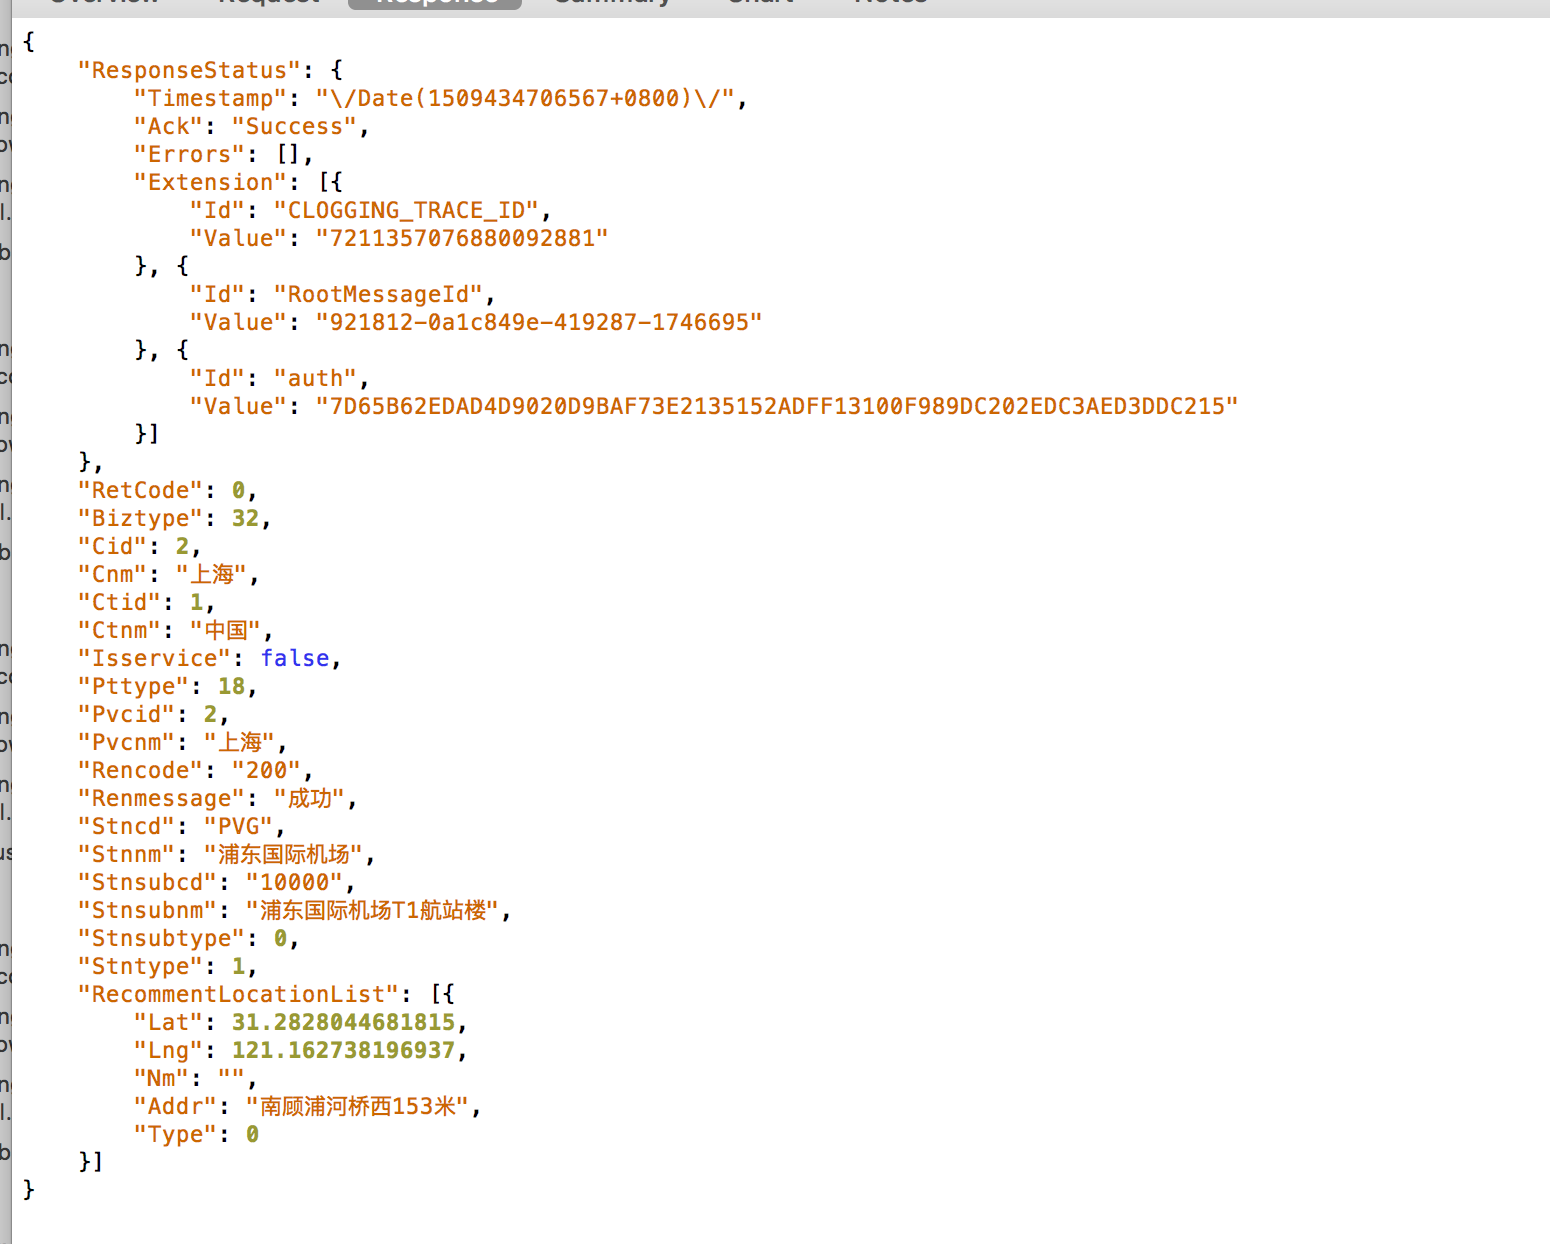 {
    "ResponseStatus": {
        "Timestamp": "\/Date(1509434706567+0800)\/",
        "Ack": "Success",
        "Errors": [],
        "Extension": [{
            "Id": "CLOGGING_TRACE_ID",
            "Value": "7211357076880092881"
        }, {
            "Id": "RootMessageId",
            "Value": "921812-0a1c849e-419287-1746695"
        }, {
            "Id": "auth",
            "Value": "7D65B62EDAD4D9020D9BAF73E2135152ADFF13100F989DC202EDC3AED3DDC215"
        }]
    },
    "RetCode": 0,
    "Biztype": 32,
    "Cid": 2,
    "Cnm": "上海",
    "Ctid": 1,
    "Ctnm": "中国",
    "Isservice": false,
    "Pttype": 18,
    "Pvcid": 2,
    "Pvcnm": "上海",
    "Rencode": "200",
    "Renmessage": "成功",
    "Stncd": "PVG",
    "Stnnm": "浦东国际机场",
    "Stnsubcd": "10000",
    "Stnsubnm": "浦东国际机场T1航站楼",
    "Stnsubtype": 0,
    "Stntype": 1,
    "RecommentLocationList": [{
        "Lat": 31.2828044681815,
        "Lng": 121.162738196937,
        "Nm": "",
        "Addr": "南顾浦河桥西153米",
        "Type": 0
    }]
}